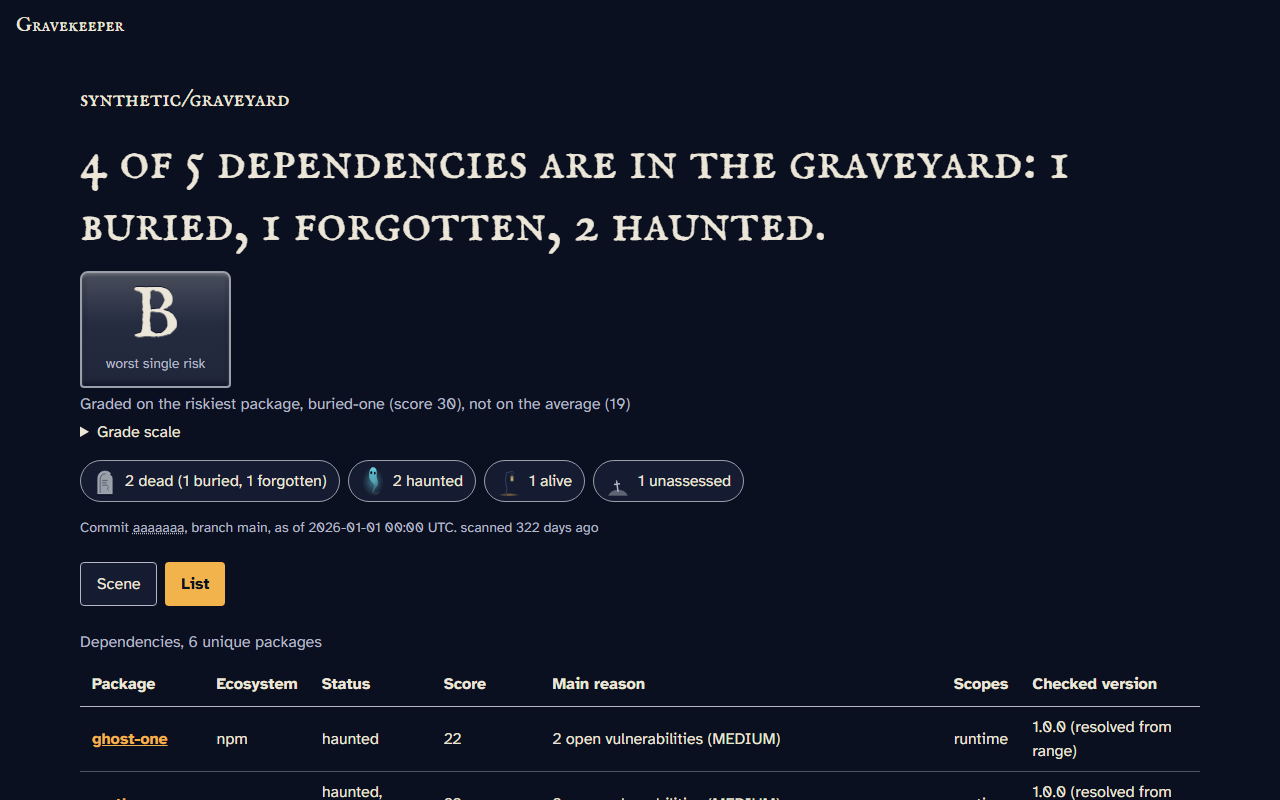 Gravekeeper
synthetic/graveyard
4 of 5 dependencies are in the graveyard: 1
buried, 1 forgotten, 2 haunted.
B
worst single risk
Graded on the riskiest package, buried-one (score 30), not on the average (19)
Grade scale
2 dead (1 buried, 1 forgotten)
2 haunted
1 alive
1 unassessed
Commit aaaaaaa, branch main, as of 2026-01-01 00:00 UTC. scanned 322 days ago
Scene
List
Dependencies, 6 unique packages
Package Ecosystem Status Score Main reason Scopes Checked version
ghost-one npm haunted 22 2 open vulnerabilities (MEDIUM) runtime 1.0.0 (resolved from
range)
haunted,
1.0.0 (resolved from